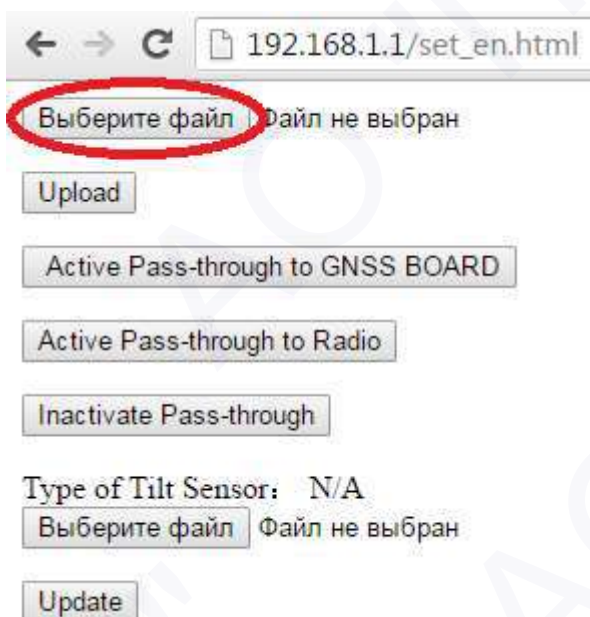 192.168.1.1/set_en.html
Выберите файл Файл не выбран
Upload
Active Pass-through to GNSS BOARD
Active Pass-through to Radio
Inactivate Pass-through
Type of Tilt Sensor： N/A
Выберите файл Файл не выбран
Update